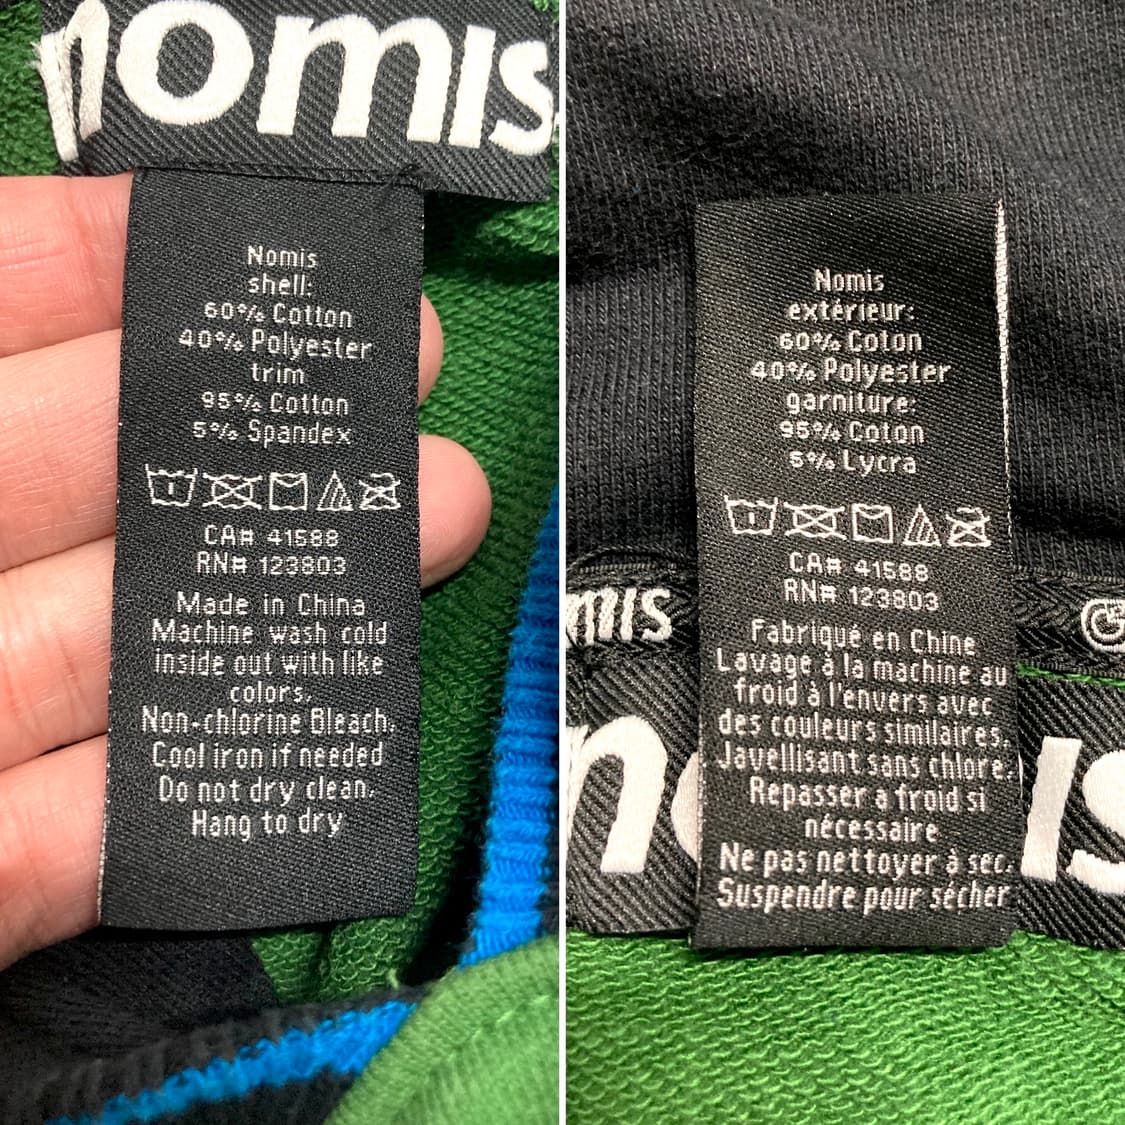 nomis
Nomis
shell:
60% Cotton
40% Polyester
trim
95% Cotton
5% Spandex
CA# 41588
RN# 123803
Made in China
Machine wash cold
inside out with like
colors.
Non-chlorine Bleach.
Cool iron if needed
Do not dry clean.
Hang to dry
Nomis
extérieur:
60% Coton
40% Polyester
garniture:
95% Coton
5% Lycra
CA# 41588
RN# 123803
Fabriqué en Chine
Lavage à la machine au
froid à l'envers avec
des couleurs similaires.
Javellisant sans chlore.
Repasser a froid si
nécessaire
Ne pas nettoyer à sec.
Suspendre pour sécher
omis
n is